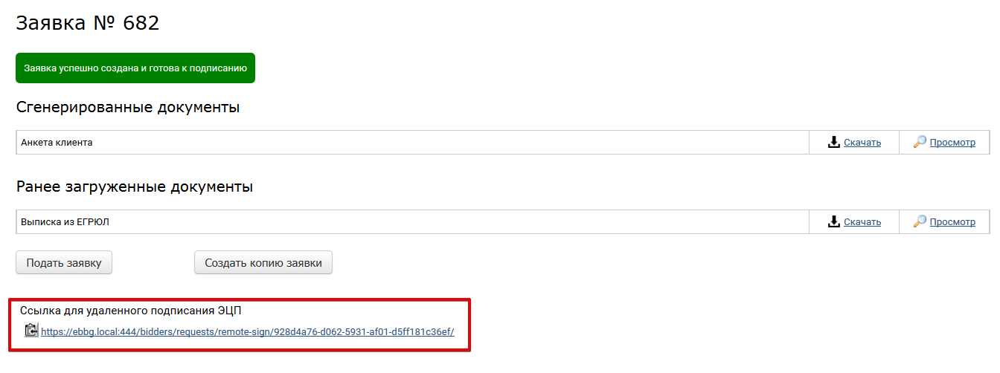 Заявка № 682
Заявка успешно создана и готова к подписанию
Сгенерированные документы
Анкета клиента Скачать Просмотр
Ранее загруженные документы
Выписка из ЕГРЮЛ Скачать Просмотр
Подать заявку Создать копию заявки
Ссылка для удаленного подписания ЭЦП
https://ebbg.local:444/bidders/requests/remote-sign/928d4a76-d062-5931-af01-d5ff181c36ef/